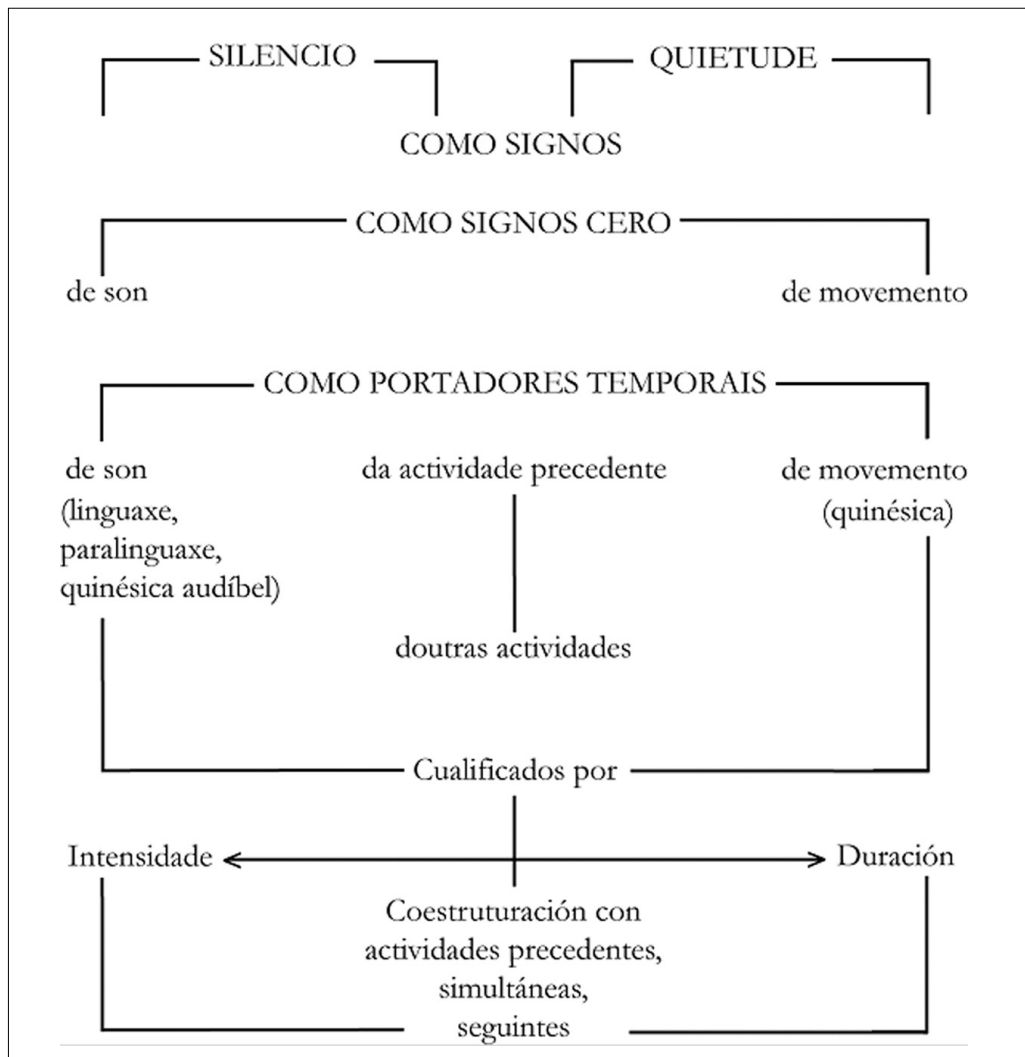 SILENCIO
QUIETUDE
COMO SIGNOS
COMO SIGNOS CERO
de son
de movemento
COMO PORTADORES TEMPORAIS
de son
(linguaxe,
paralinguaxe,
quinésica audíbel)
da actividade precedente
doutras actividades
de movemento
(quinésica)
Cualificados por
Intensidade
Duración
Coestruturación con
actividades precedentes,
simultáneas,
seguintes